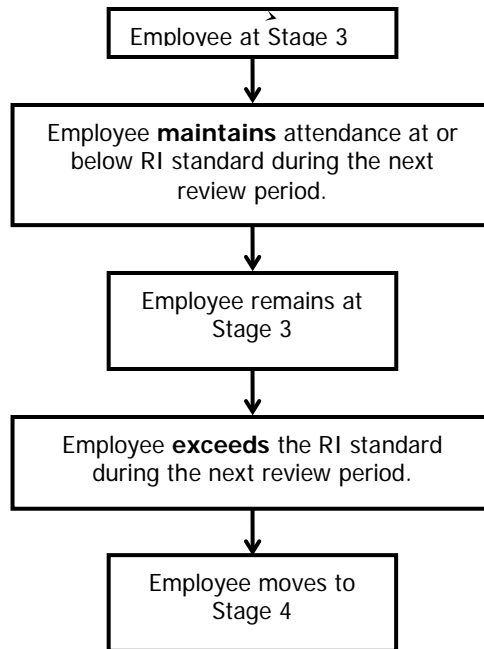 Employee at Stage 3
Employee maintains attendance at or
below RI standard during the next
review period.
Employee remains at
Stage 3
Employee exceeds the RI standard
during the next review period.
Employee moves to
Stage 4